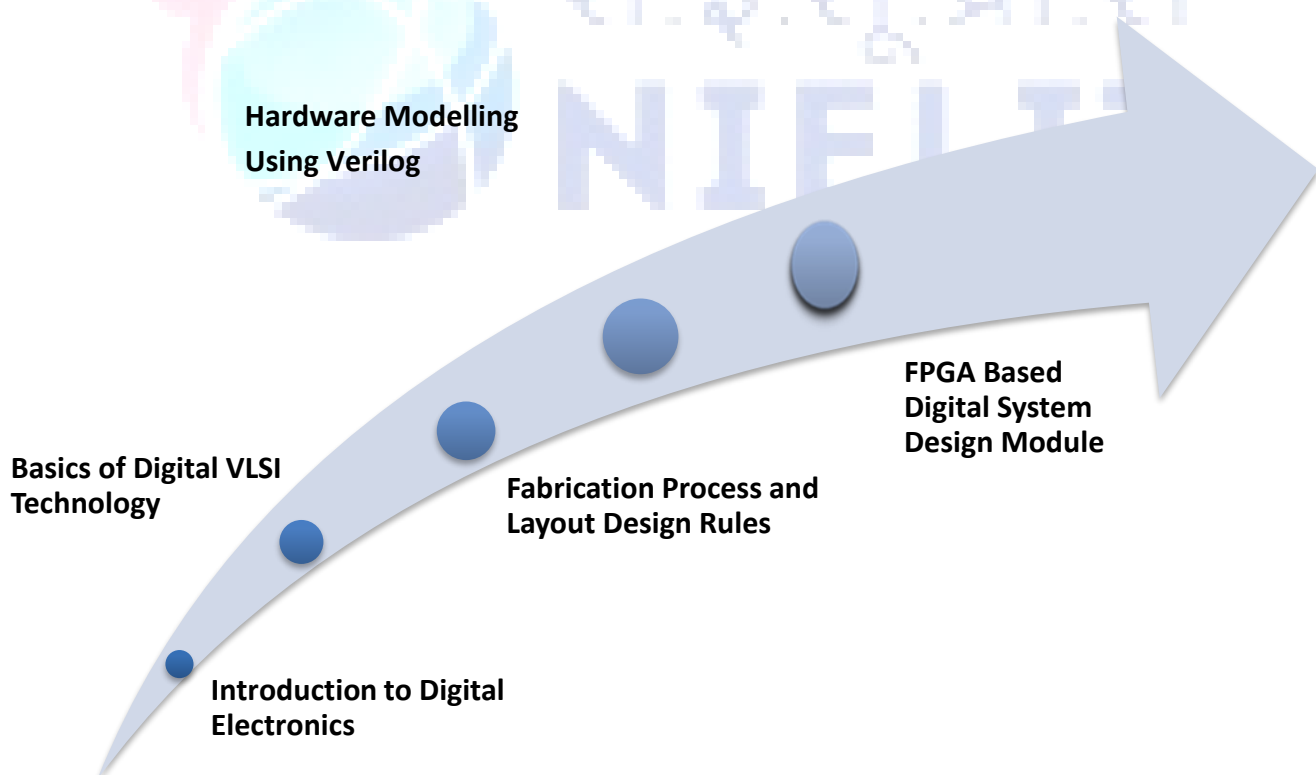 NIELIT
Hardware Modelling
Using Verilog
FPGA Based
Digital System
Design Module
Basics of Digital VLSI
Technology
Fabrication Process and
Layout Design Rules
Introduction to Digital
Electronics